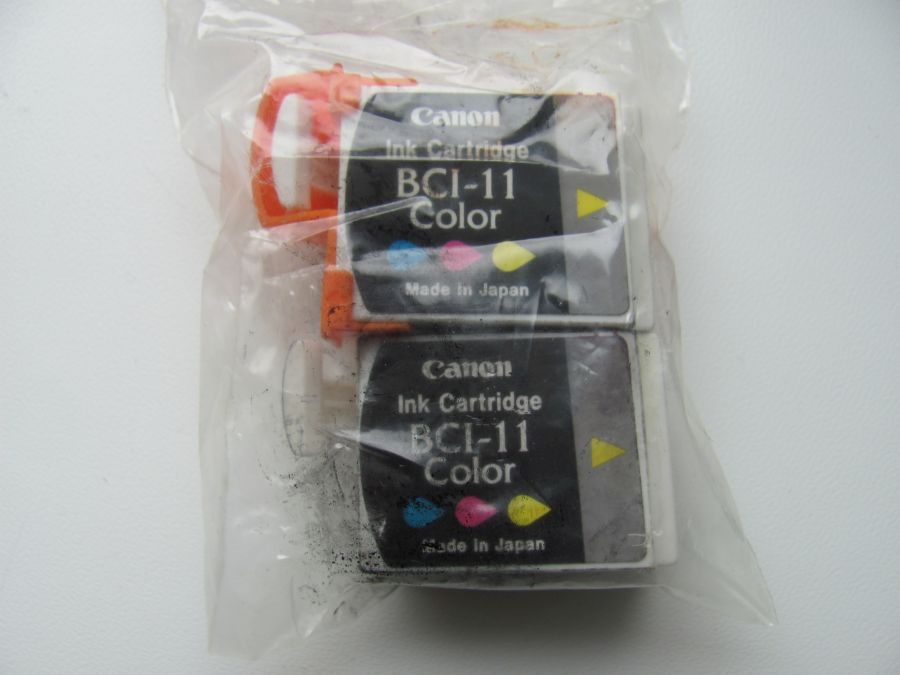 Canon
Ink Cartridge
BCI-11
Color
Made in Japan
Canon
Ink Cartridge
BCI-11
Color
Made in Japan